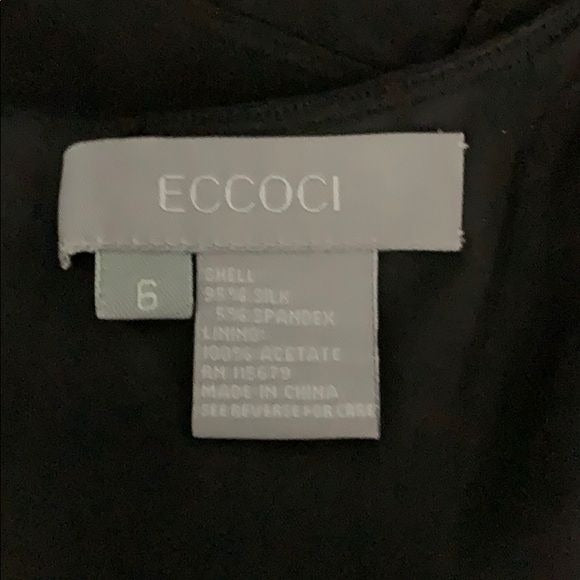 ECCOCI
6
SHELL
95% SILK
5% SPANDEX
LINING:
100% ACETATE
RN 115679
MADE IN CHINA
SEE REVERSE FOR CARE